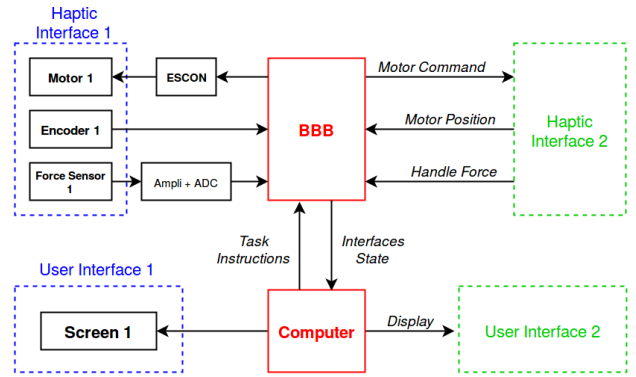 Haptic
Interface 1
Motor 1
ESCON
Encoder 1
Force Sensor
1
Ampli + ADC
BBB
Motor Command
Motor Position
Handle Force
Haptic
Interface 2
Task
Instructions
Interfaces
State
User Interface 1
Screen 1
Computer
Display
User Interface 2